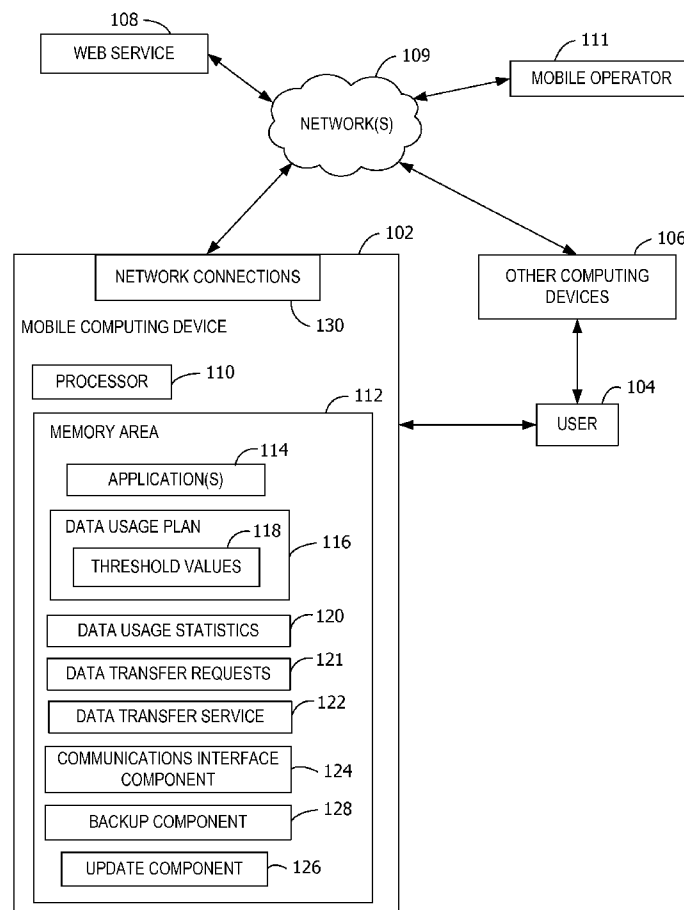 108
WEB SERVICE
109
111
MOBILE OPERATOR
NETWORK(S)
102
106
NETWORK CONNECTIONS
OTHER COMPUTING
DEVICES
130
MOBILE COMPUTING DEVICE
PROCESSOR
110
104
USER
112
MEMORY AREA
114
APPLICATION(S)
DATA USAGE PLAN
118
116
THRESHOLD VALUES
120
DATA USAGE STATISTICS
121
DATA TRANSFER REQUESTS
122
DATA TRANSFER SERVICE
COMMUNICATIONS INTERFACE
COMPONENT
124
128
BACKUP COMPONENT
UPDATE COMPONENT
126